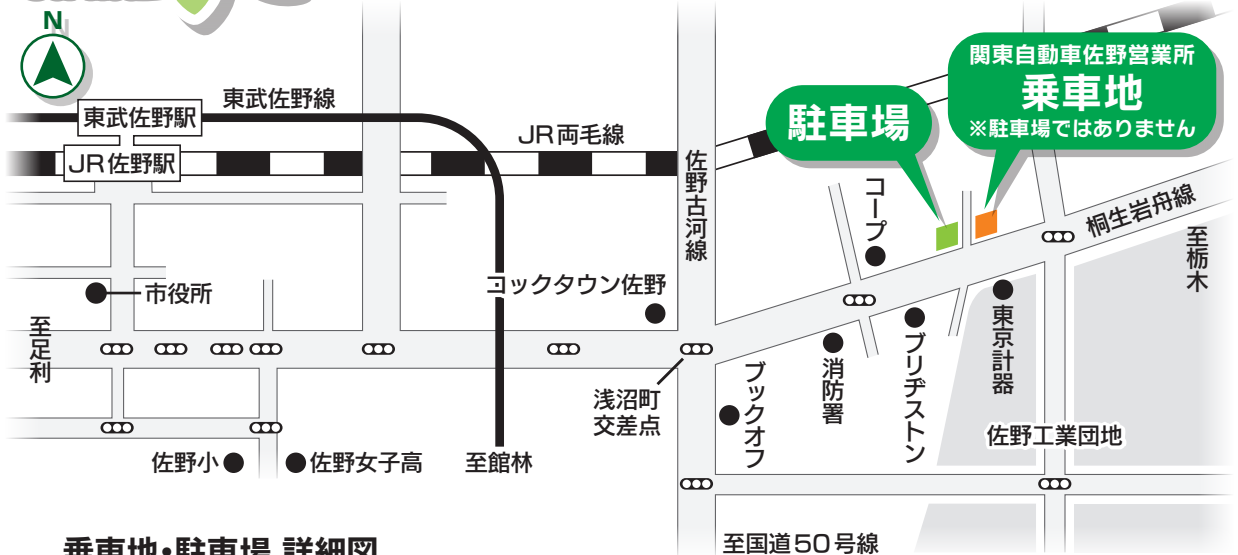 N
関東自動車佐野営業所
乗車地
※駐車場ではありません
駐車場
東武佐野線
東武佐野駅
JR両毛線
JR佐野駅
佐野古河線
コープ
桐生岩舟線
至栃木
コックタウン佐野
市役所
至足利
東京計器
ブリヂストン
消防署
ブックオフ
浅沼町
交差点
佐野工業団地
佐野小
佐野女子高
至館林
至国道50号線
乗車地・駐車場 詳細図